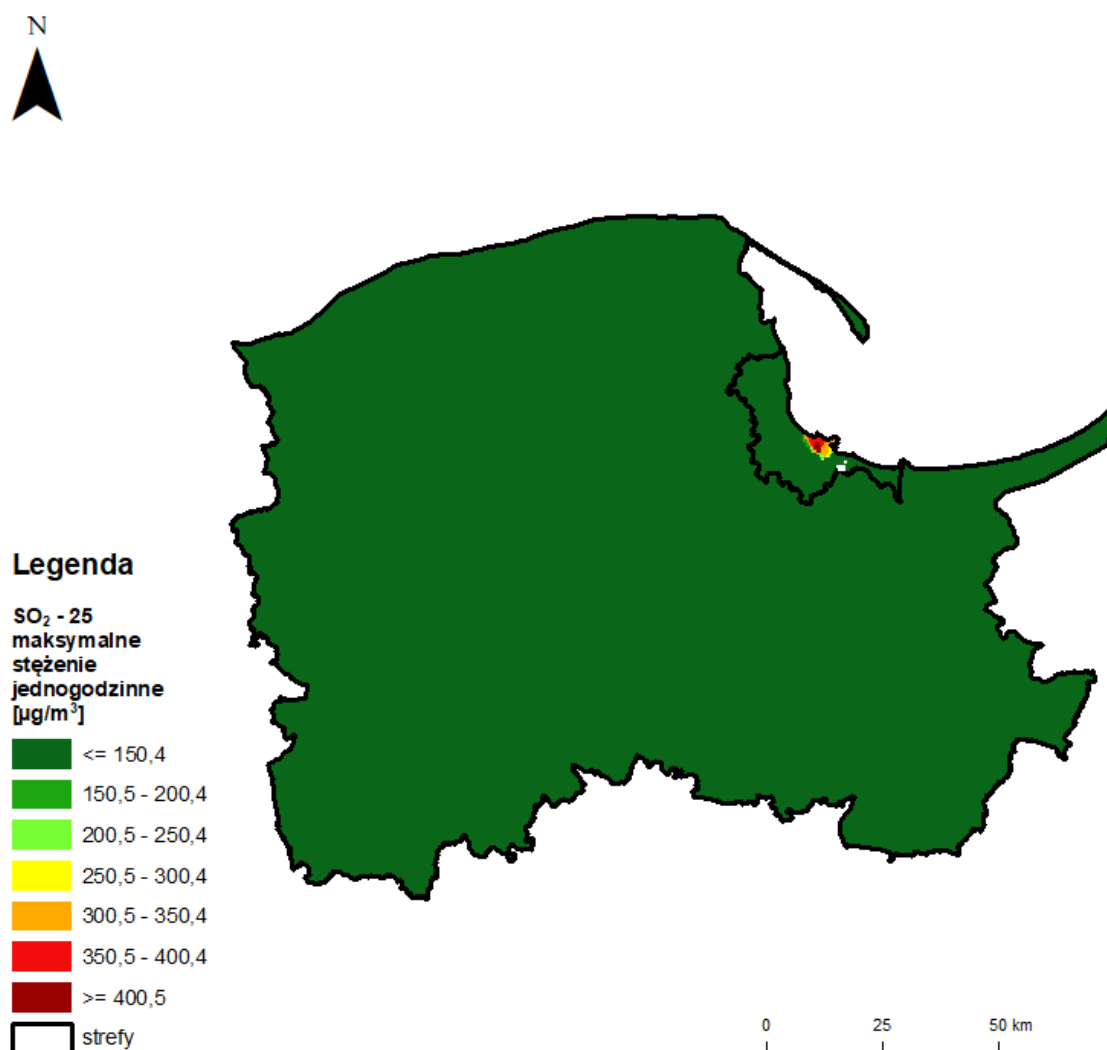 N
Legenda
SO₂ - 25
maksymalne
stężenie
jednogodzinne
[µg/m³]
<= 150,4
150,5 - 200,4
200,5 - 250,4
250,5 - 300,4
300,5 - 350,4
350,5 - 400,4
>= 400,5
strefy
0 25 50 km